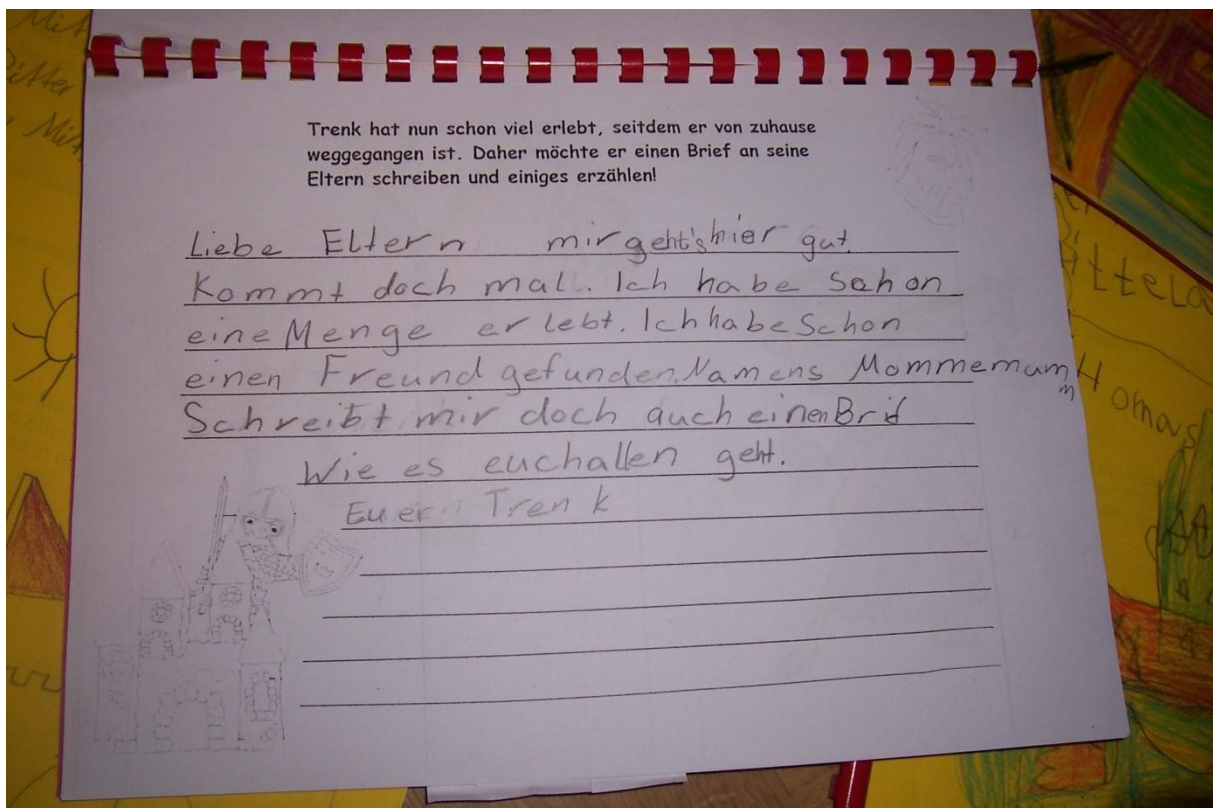 Trenk hat nun schon viel erlebt, seitdem er von zuhause
weggegangen ist. Daher möchte er einen Brief an seine
Eltern schreiben und einiges erzählen!
Liebe Eltern mir geht's hier gut.
Kommt doch mall. Ich habe Schon
eine Menge erlebt. Ich habe Schon
einen Freund gefunden. Namens Mommemumm
Schreibt mir doch auch einen Brif
Wie es euch allen geht.
Euern Trenk